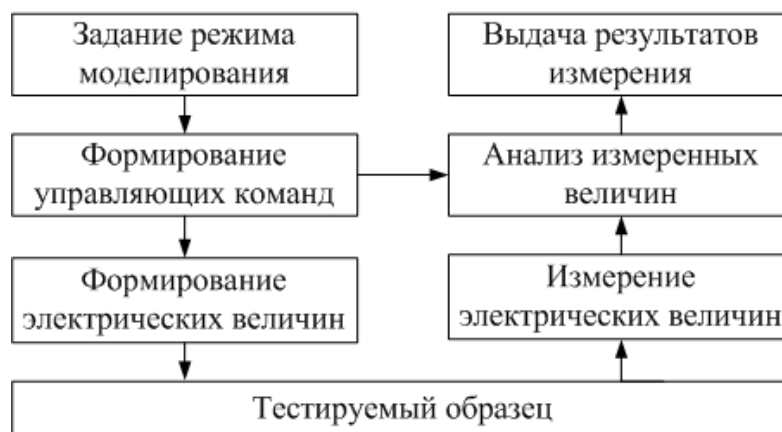 Задание режима
моделирования
Выдача результатов
измерения
Формирование
управляющих команд
Анализ измеренных
величин
Формирование
электрических величин
Измерение
электрических величин
Тестируемый образец